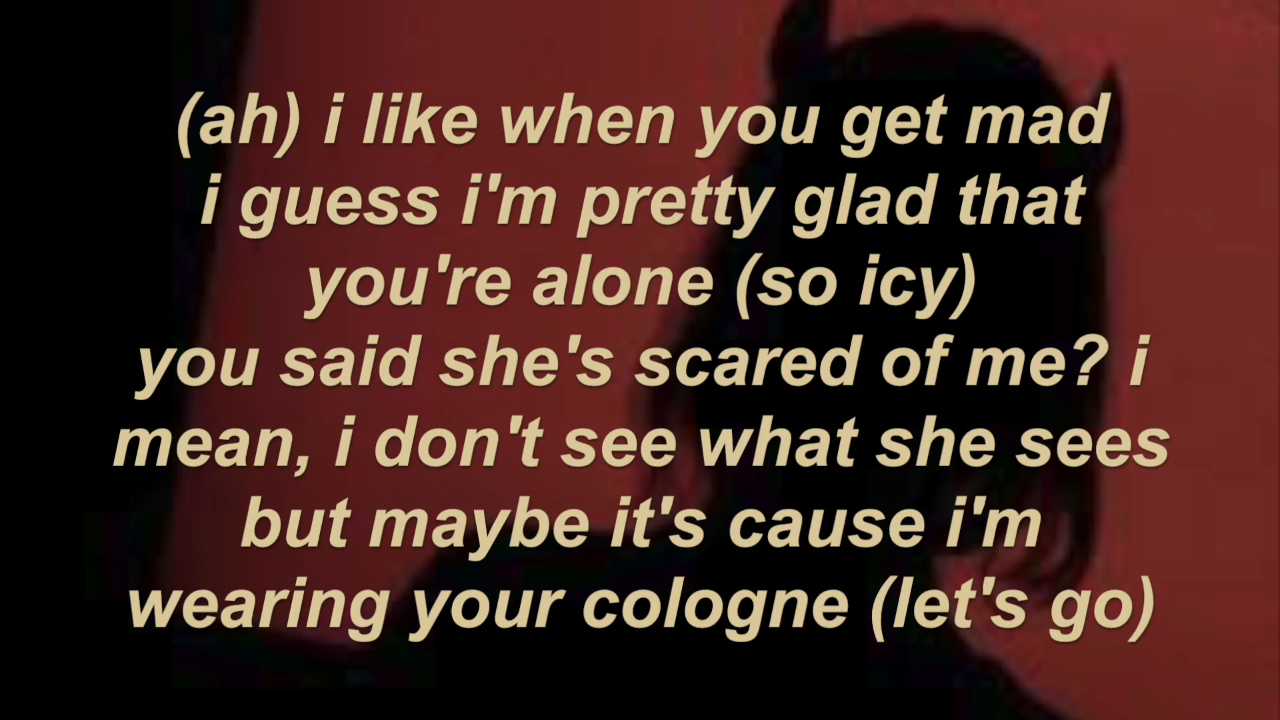 (ah) i like when you get mad
i guess i'm pretty glad that
you're alone (so icy)
you said she's scared of me? i
mean, i don't see what she sees
but maybe it's cause i'm
wearing your cologne (let's go)